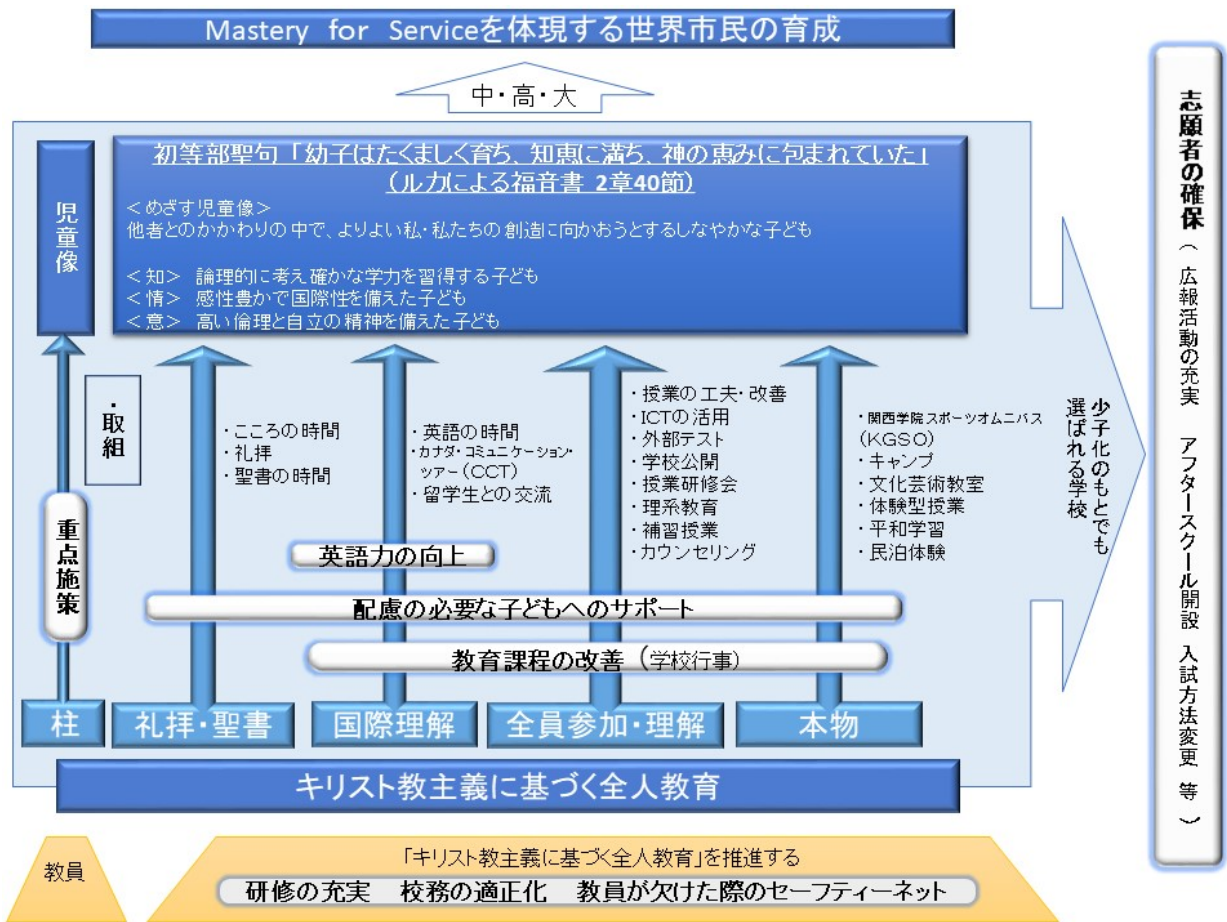 Mastery for Serviceを体現する世界市民の育成
中・高・大
児童像
初等部聖句「幼子はたくましく育ち、知恵に満ち、神の恵みに包まれていた」
(ルカによる福音書 2章40節)
＜めざす児童像＞
他者とのかかわりの中で、よりよい私・私たちの創造に向かおうとするしなやかな子ども
＜知＞ 論理的に考え確かな学力を習得する子ども
＜情＞ 感性豊かで国際性を備えた子ども
＜意＞ 高い倫理と自立の精神を備えた子ども
・取組
・こころの時間
・礼拝
・聖書の時間
・英語の時間
・カナダ・コミュニケーション・
ツアー(CCT)
・留学生との交流
・授業の工夫・改善
・ICTの活用
・外部テスト
・学校公開
・授業研修会
・理系教育
・補習授業
・カウンセリング
・関西学院スポーツオムニバス
(KGSO)
・キャンプ
・文化芸術教室
・体験型授業
・平和学習
・民泊体験
重点施策
英語力の向上
配慮の必要な子どもへのサポート
教育課程の改善（学校行事）
柱
礼拝・聖書
国際理解
全員参加・理解
本物
キリスト教主義に基づく全人教育
教員
「キリスト教主義に基づく全人教育」を推進する
研修の充実 校務の適正化 教員が欠けた際のセーフティーネット
少子化のもとでも
選ばれる学校
志願者の確保（広報活動の充実 アフタースクール開設 入試方法変更 等）